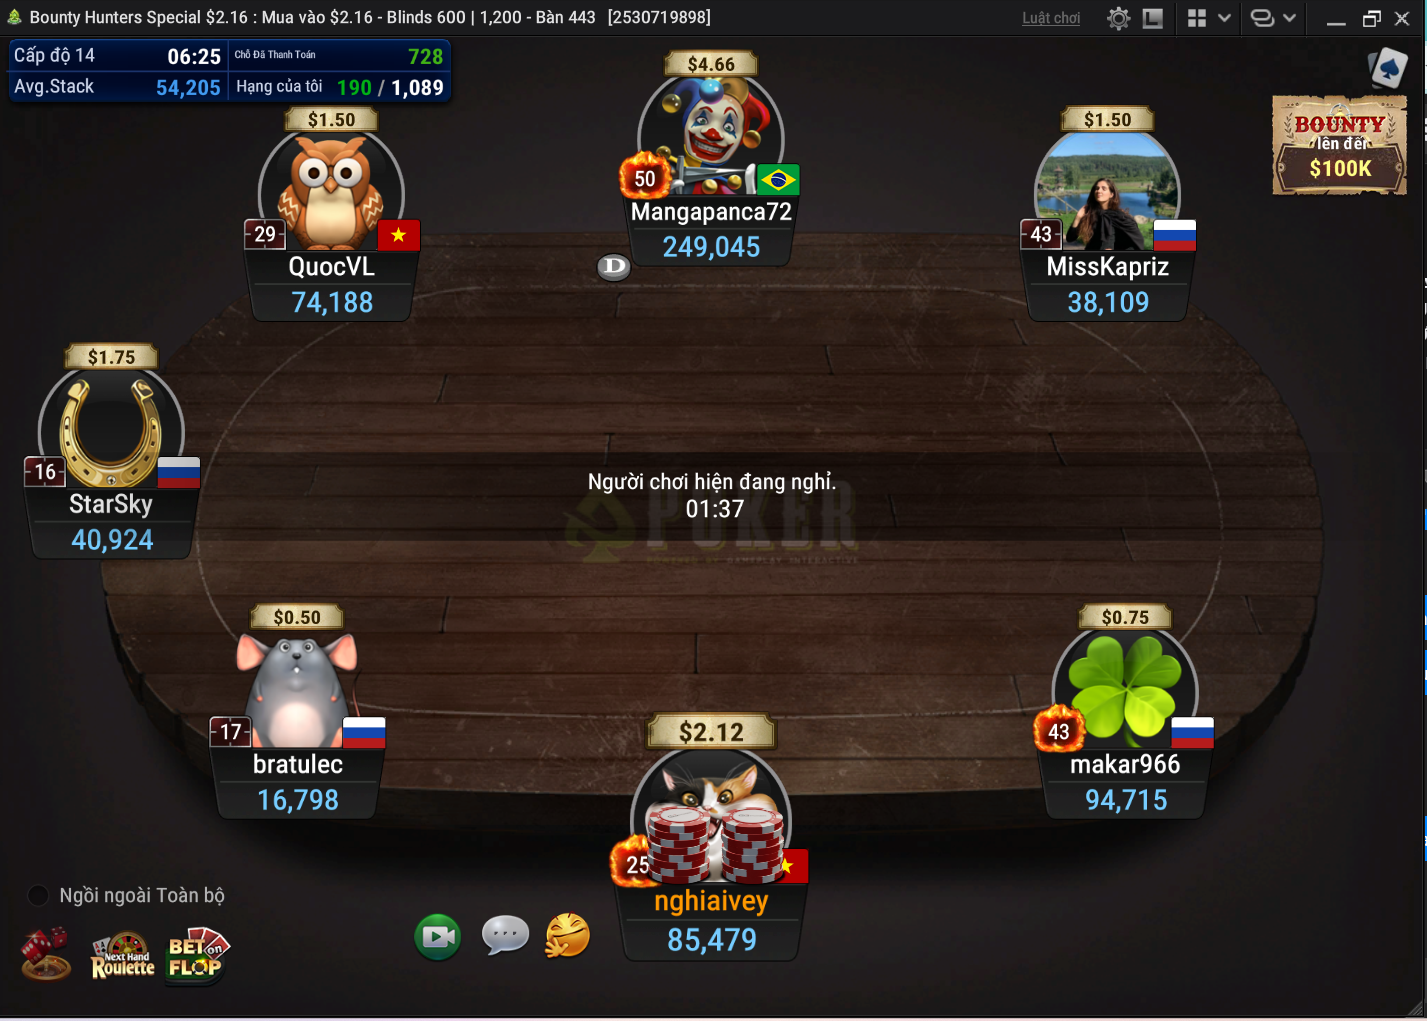 Bounty Hunters Special $2.16 : Mua vào $2.16 - Blinds 600 | 1,200 - Bàn 443 [2530719898]
Luật chơi
Cấp độ 14 06:25 Chỗ Đã Thanh Toán 728
Avg.Stack 54,205 Hạng của tôi 190 / 1,089
$4.66
50
Mangapanca72
249,045
D
$1.50
29
QuocVL
74,188
$1.50
43
MissKapriz
38,109
BOUNTY
lên đến
$100K
$1.75
16
StarSky
40,924
Người chơi hiện đang nghỉ.
01:37
POKER
POWERED BY GAMEPLAY INTERACTIVE
$0.50
17
bratulec
16,798
$0.75
43
makar966
94,715
$2.12
25
nghiaivey
85,479
Ngồi ngoài Toàn bộ
Next Hand
Roulette
BET on
FLOP